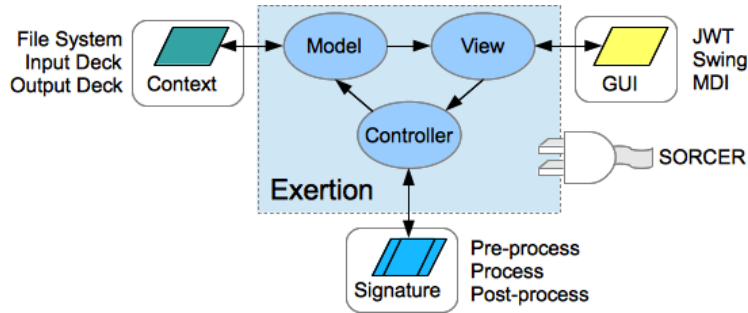 File System
Input Deck
Output Deck
Context
Model
View
Controller
Exertion
GUI
JWT
Swing
MDI
SORCER
Signature
Pre-process
Process
Post-process